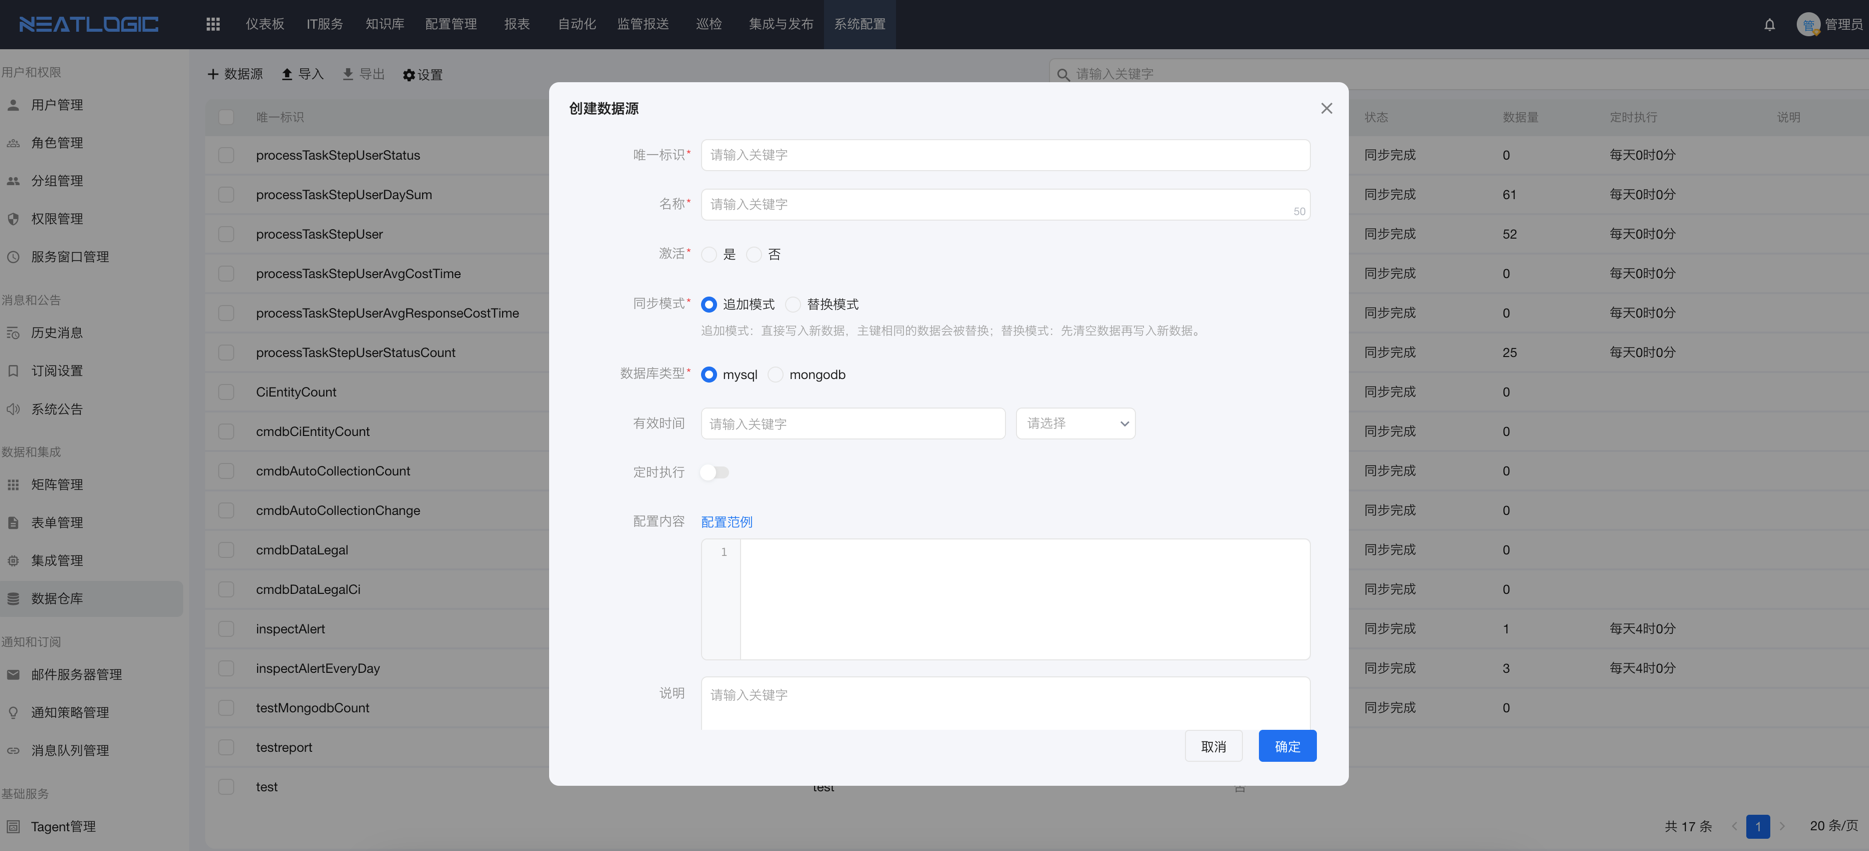 NEATLOGIC
仪表板 IT服务 知识库 配置管理 报表 自动化 监管报送 巡检 集成与发布 系统配置
管 管理员
用户和权限
用户管理
角色管理
分组管理
权限管理
服务窗口管理
消息和公告
历史消息
订阅设置
系统公告
数据和集成
矩阵管理
表单管理
集成管理
数据仓库
通知和订阅
邮件服务器管理
通知策略管理
消息队列管理
基础服务
Tagent管理
数据源 导入 导出 设置
请输入关键字
唯一标识 状态 数据量 定时执行 说明
processTaskStepUserStatus 同步完成 0 每天0时0分
processTaskStepUserDaySum 同步完成 61 每天0时0分
processTaskStepUser 同步完成 52 每天0时0分
processTaskStepUserAvgCostTime 同步完成 0 每天0时0分
processTaskStepUserAvgResponseCostTime 同步完成 0 每天0时0分
processTaskStepUserStatusCount 同步完成 25 每天0时0分
CiEntityCount 同步完成 0
cmdbCiEntityCount 同步完成 0
cmdbAutoCollectionCount 同步完成 0
cmdbAutoCollectionChange 同步完成 0
cmdbDataLegal 同步完成 0
cmdbDataLegalCi 同步完成 0
inspectAlert 同步完成 1 每天4时0分
inspectAlertEveryDay 同步完成 3 每天4时0分
testMongodbCount 同步完成 0
testreport
test test 否
共 17 条 < 1 > 20 条/页
创建数据源
唯一标识* 请输入关键字
名称* 请输入关键字 50
激活* 是 否
同步模式* 追加模式 替换模式
追加模式：直接写入新数据，主键相同的数据会被替换；替换模式：先清空数据再写入新数据。
数据库类型* mysql mongodb
有效时间 请输入关键字 请选择
定时执行
配置内容 配置范例
1
说明 请输入关键字
取消 确定